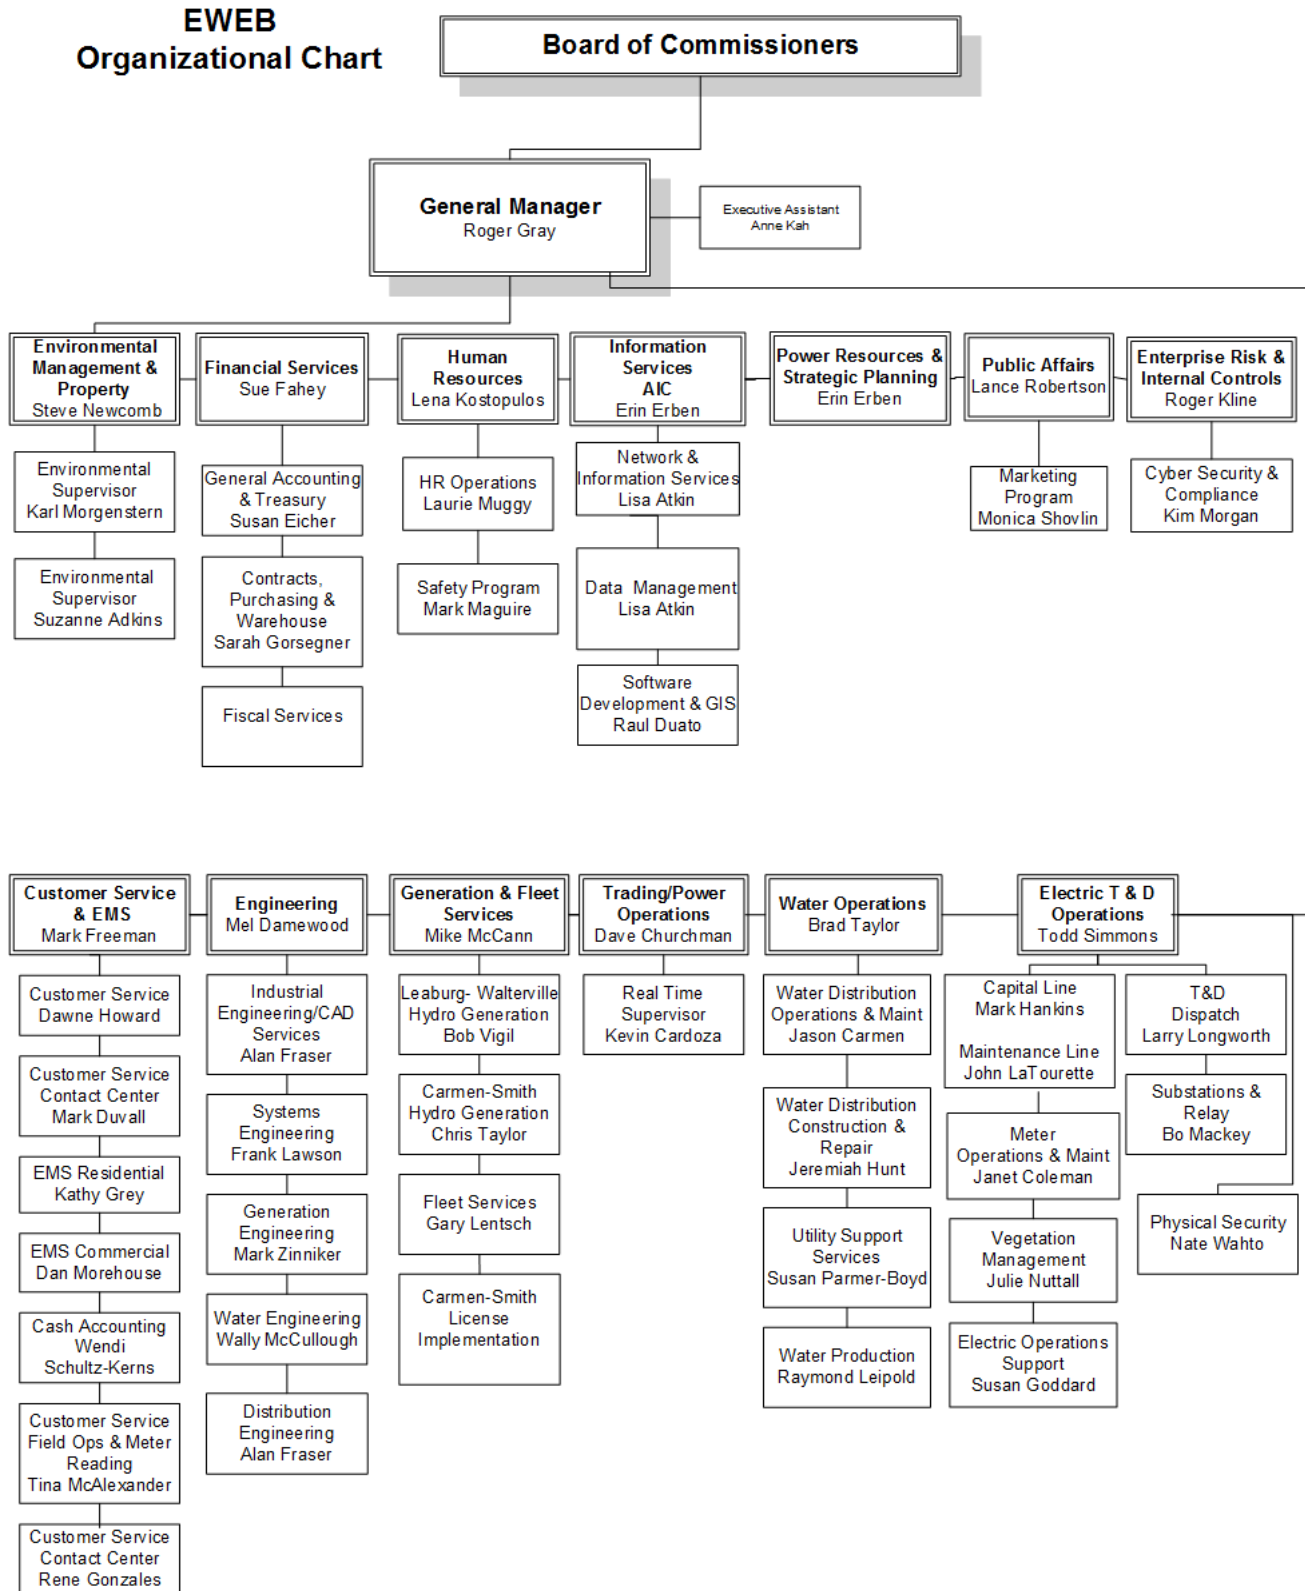 EWEB
Organizational Chart
Board of Commissioners
General Manager
Roger Gray
Executive Assistant
Anne Kah
Environmental
Management &
Property
Steve Newcomb
Financial Services
Sue Fahey
Human
Resources
Lena Kostopulos
Information
Services
AIC
Erin Erben
Power Resources &
Strategic Planning
Erin Erben
Public Affairs
Lance Robertson
Enterprise Risk &
Internal Controls
Roger Kline
Environmental
Supervisor
Karl Morgenstern
Environmental
Supervisor
Suzanne Adkins
General Accounting
& Treasury
Susan Eicher
Contracts,
Purchasing &
Warehouse
Sarah Gorsegner
Fiscal Services
HR Operations
Laurie Muggy
Safety Program
Mark Maguire
Network &
Information Services
Lisa Atkin
Data Management
Lisa Atkin
Software
Development & GIS
Raul Duato
Marketing
Program
Monica Shovlin
Cyber Security &
Compliance
Kim Morgan
Customer Service
& EMS
Mark Freeman
Engineering
Mel Damewood
Generation & Fleet
Services
Mike McCann
Trading/Power
Operations
Dave Churchman
Water Operations
Brad Taylor
Electric T & D
Operations
Todd Simmons
Customer Service
Dawne Howard
Customer Service
Contact Center
Mark Duvall
EMS Residential
Kathy Grey
EMS Commercial
Dan Morehouse
Cash Accounting
Wendi
Schultz-Kerns
Customer Service
Field Ops & Meter
Reading
Tina McAlexander
Customer Service
Contact Center
Rene Gonzales
Industrial
Engineering/CAD
Services
Alan Fraser
Systems
Engineering
Frank Lawson
Generation
Engineering
Mark Zinniker
Water Engineering
Wally McCullough
Distribution
Engineering
Alan Fraser
Leaburg- Walterville
Hydro Generation
Bob Vigil
Carmen-Smith
Hydro Generation
Chris Taylor
Fleet Services
Gary Lentsch
Carmen-Smith
License
Implementation
Real Time
Supervisor
Kevin Cardoza
Water Distribution
Operations & Maint
Jason Carmen
Water Distribution
Construction &
Repair
Jeremiah Hunt
Utility Support
Services
Susan Parmer-Boyd
Water Production
Raymond Leipold
Capital Line
Mark Hankins
Maintenance Line
John LaTourette
Meter
Operations & Maint
Janet Coleman
Vegetation
Management
Julie Nuttall
Electric Operations
Support
Susan Goddard
T&D
Dispatch
Larry Longworth
Substations &
Relay
Bo Mackey
Physical Security
Nate Wahto